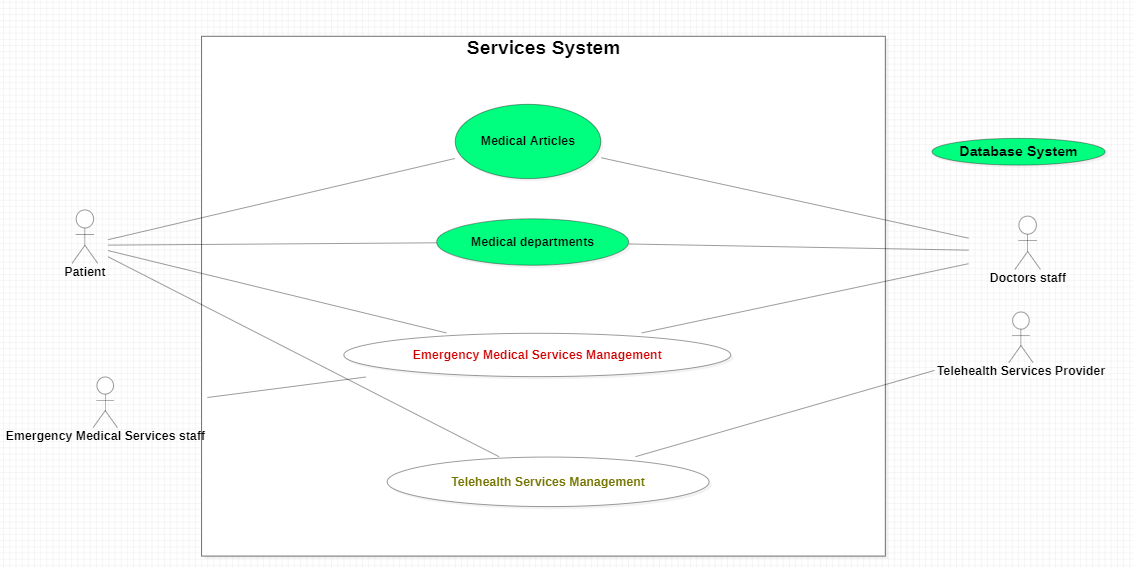 Services System
Medical Articles
Database System
Medical departments
Patient
Doctors staff
Emergency Medical Services Management
Telehealth Services Provider
Emergency Medical Services staff
Telehealth Services Management